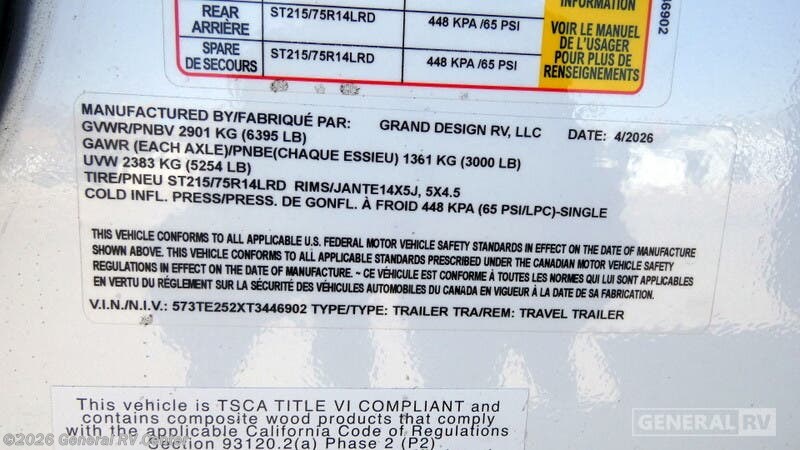 INFORMATION
REAR
ARRIÈRE
ST215/75R14LRD
448 KPA /65 PSI
SPARE
DE SECOURS
ST215/75R14LRD
448 KPA /65 PSI
VOIR LE MANUEL
DE L'USAGER
POUR PLUS DE
RENSEIGNEMENTS
46902
MANUFACTURED BY/FABRIQUÉ PAR: GRAND DESIGN RV, LLC DATE: 4/2026
GVWR/PNBV 2901 KG (6395 LB)
GAWR (EACH AXLE)/PNBE(CHAQUE ESSIEU) 1361 KG (3000 LB)
UVW 2383 KG (5254 LB)
TIRE/PNEU ST215/75R14LRD RIMS/JANTE14X5J, 5X4.5
COLD INFL. PRESS/PRESS. DE GONFL. À FROID 448 KPA (65 PSI/LPC)-SINGLE
THIS VEHICLE CONFORMS TO ALL APPLICABLE U.S. FEDERAL MOTOR VEHICLE SAFETY STANDARDS IN EFFECT ON THE DATE OF MANUFACTURE
SHOWN ABOVE. THIS VEHICLE CONFORMS TO ALL APPLICABLE STANDARDS PRESCRIBED UNDER THE CANADIAN MOTOR VEHICLE SAFETY
REGULATIONS IN EFFECT ON THE DATE OF MANUFACTURE. ~ CE VÉHICULE EST CONFORME À TOUTES LES NORMES QUI LUI SONT APPLICABLES
EN VERTU DU RÉGLEMENT SUR LA SÉCURITÉ DES VÉHICULES AUTOMOBILES DU CANADA EN VIGUEUR À LA DATE DE SA FABRICATION.
V.I.N./N.I.V.: 573TE252XT3446902 TYPE/TYPE: TRAILER TRA/REM: TRAVEL TRAILER
This vehicle is TSCA TITLE VI COMPLIANT and
contains composite wood products that comply
with the applicable California Code of Regulations
Section 93120.2(a) Phase 2 (P2)
GENERAL RV
©2026 General RV Center